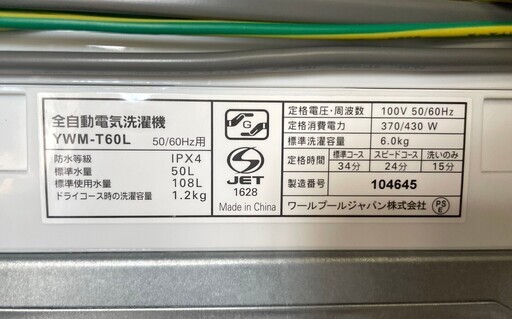 全自動電気洗濯機
YWM-T60L 50/60Hz用
防水等級 IPX4
標準水量 50L
標準使用水量 108L
ドライコース時の洗濯容量 1.2kg
G
JET
1628
Made in China
定格電圧・周波数 100V 50/60Hz
定格消費電力 370/430 W
標準洗濯容量 6.0kg
定格時間 標準コース スピードコース 洗いのみ
34分 24分 15分
製造番号 104645
ワールプールジャパン株式会社
PS
E